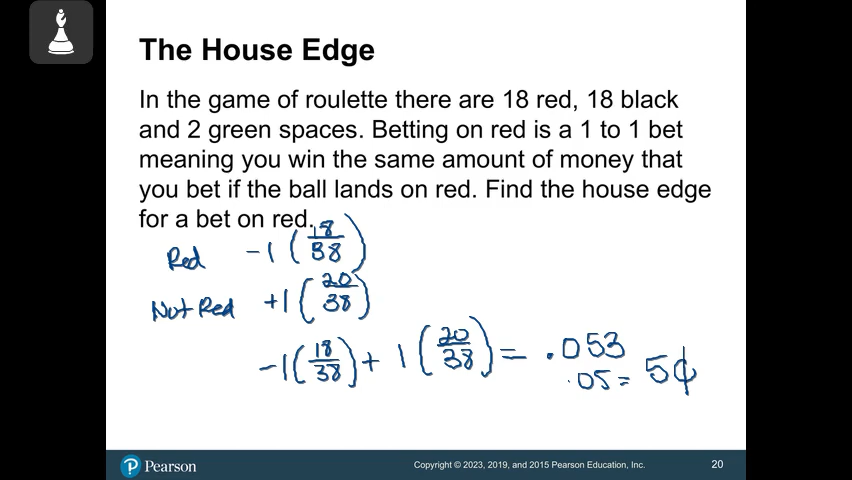 The House Edge
In the game of roulette there are 18 red, 18 black
and 2 green spaces. Betting on red is a 1 to 1 bet
meaning you win the same amount of money that
you bet if the ball lands on red. Find the house edge
for a bet on red.
Red -1 (18/38)
Not Red +1 (20/38)
-1 (18/38) + 1 (20/38) = .053
.05 = 5¢
Pearson
Copyright © 2023, 2019, and 2015 Pearson Education, Inc.
20